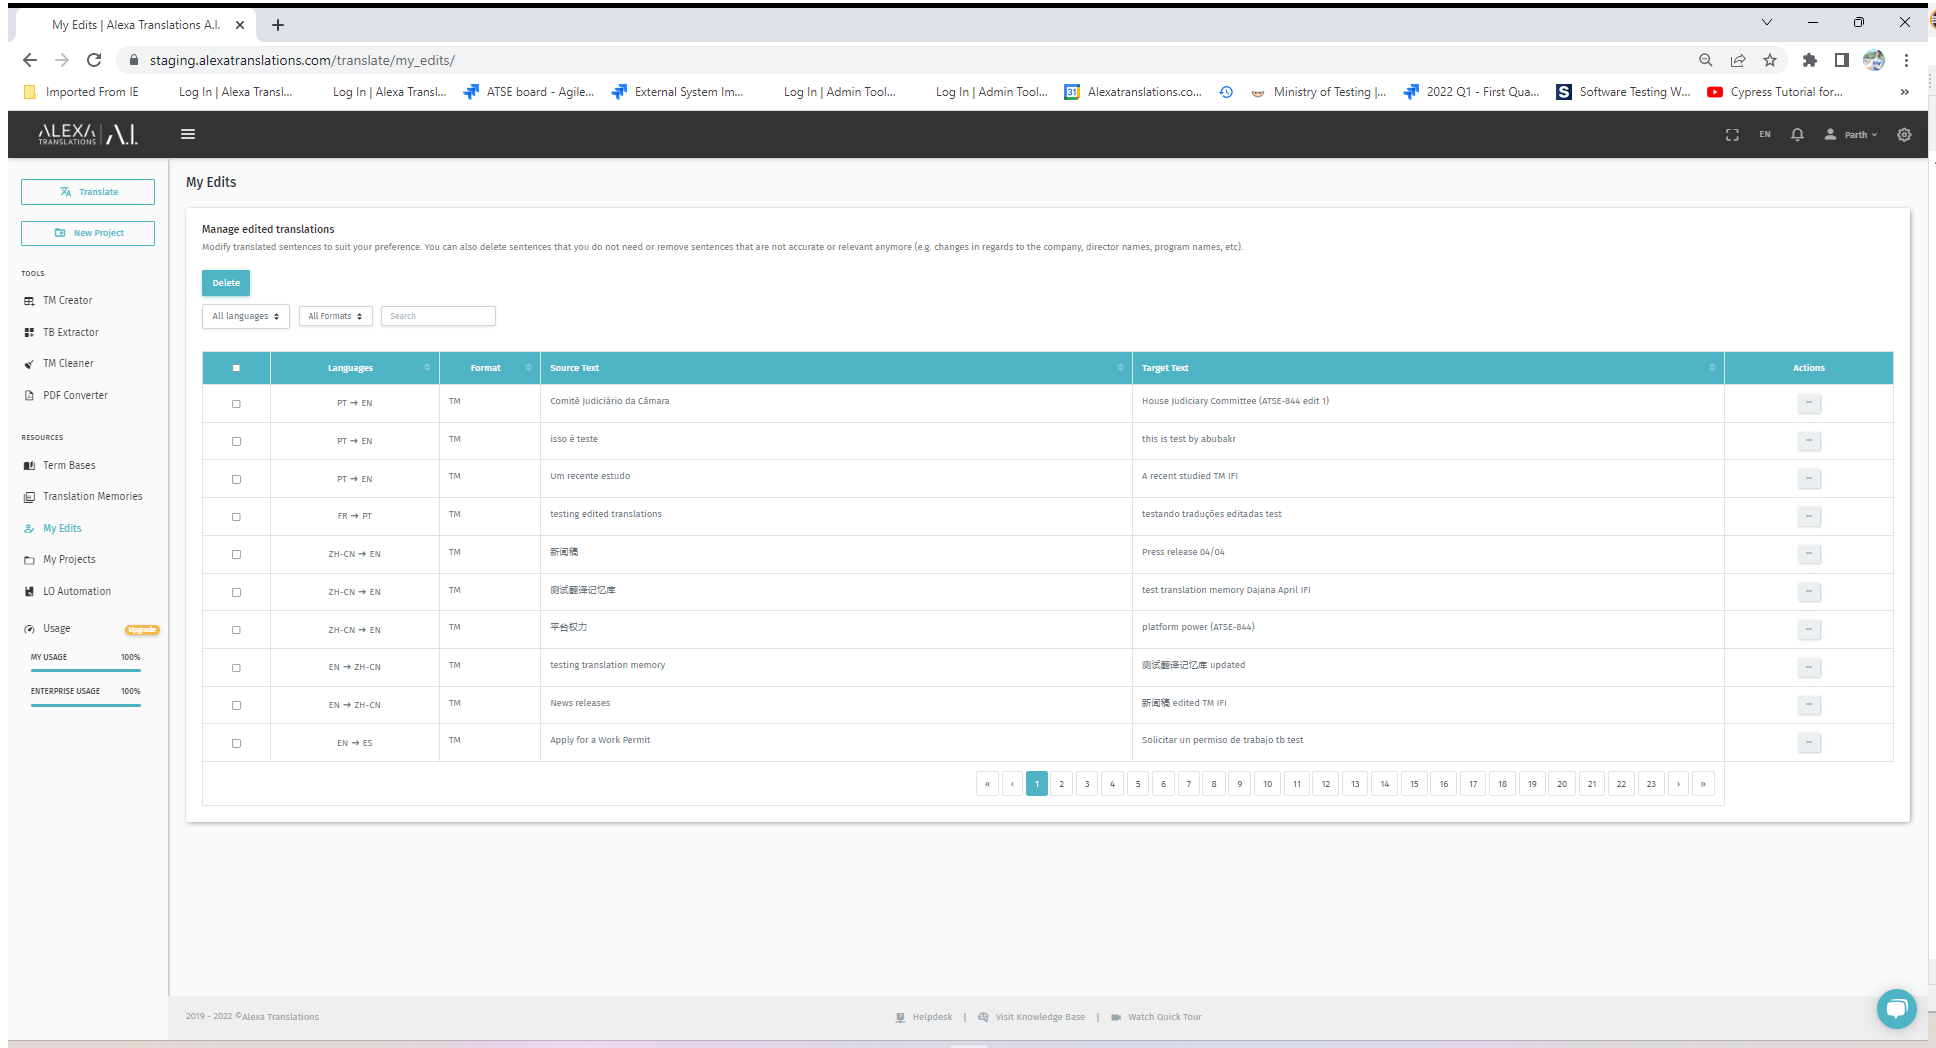 My Edits | Alexa Translations A.I.
staging.alexatranslations.com/translate/my_edits/
Imported From IE
Log In | Alexa Transl...
Log In | Alexa Transl...
ATSE board - Agile...
External System Im...
Log In | Admin Tool...
Log In | Admin Tool...
31
Alexatranslations.co...
Ministry of Testing |...
2022 Q1 - First Qua...
S
Software Testing W...
Cypress Tutorial for...
»
ALEXA TRANSLATIONS | A.I.
EN
Parth
Translate
New Project
TOOLS
TM Creator
TB Extractor
TM Cleaner
PDF Converter
RESOURCES
Term Bases
Translation Memories
My Edits
My Projects
LO Automation
Usage
Upgrade
MY USAGE 100%
ENTERPRISE USAGE 100%
My Edits
Manage edited translations
Modify translated sentences to suit your preference. You can also delete sentences that you do not need or remove sentences that are not accurate or relevant anymore (e.g. changes in regards to the company, director names, program names, etc).
Delete
All languages
All Formats
Search
Languages Format Source Text Target Text Actions
PT → EN TM Comitê Judiciário da Câmara House Judiciary Committee (ATSE-844 edit 1) ...
PT → EN TM isso é teste this is test by abubakr ...
PT → EN TM Um recente estudo A recent studied TM IFI ...
FR → PT TM testing edited translations testando traduções editadas test ...
ZH-CN → EN TM 新闻稿 Press release 04/04 ...
ZH-CN → EN TM 测试翻译记忆库 test translation memory Dajana April IFI ...
ZH-CN → EN TM 平台权力 platform power (ATSE-844) ...
EN → ZH-CN TM testing translation memory 测试翻译记忆库 updated ...
EN → ZH-CN TM News releases 新闻稿 edited TM IFI ...
EN → ES TM Apply for a Work Permit Solicitar un permiso de trabajo tb test ...
« ‹ 1 2 3 4 5 6 7 8 9 10 11 12 13 14 15 16 17 18 19 20 21 22 23 › »
2019 - 2022 ©Alexa Translations
Helpdesk | Visit Knowledge Base | Watch Quick Tour